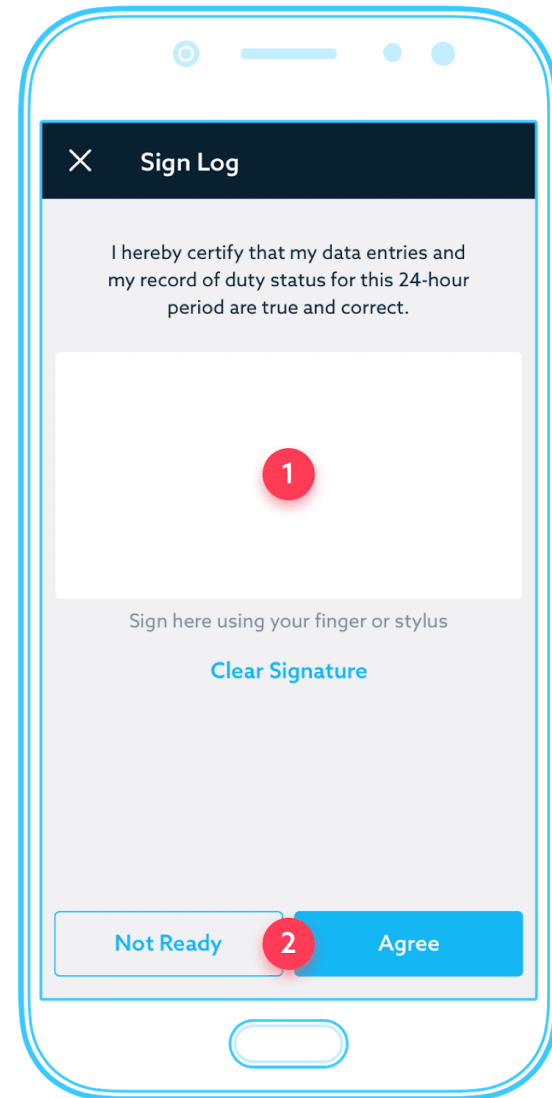 Sign Log
I hereby certify that my data entries and
my record of duty status for this 24-hour
period are true and correct.
1
Sign here using your finger or stylus
Clear Signature
Not Ready 2 Agree